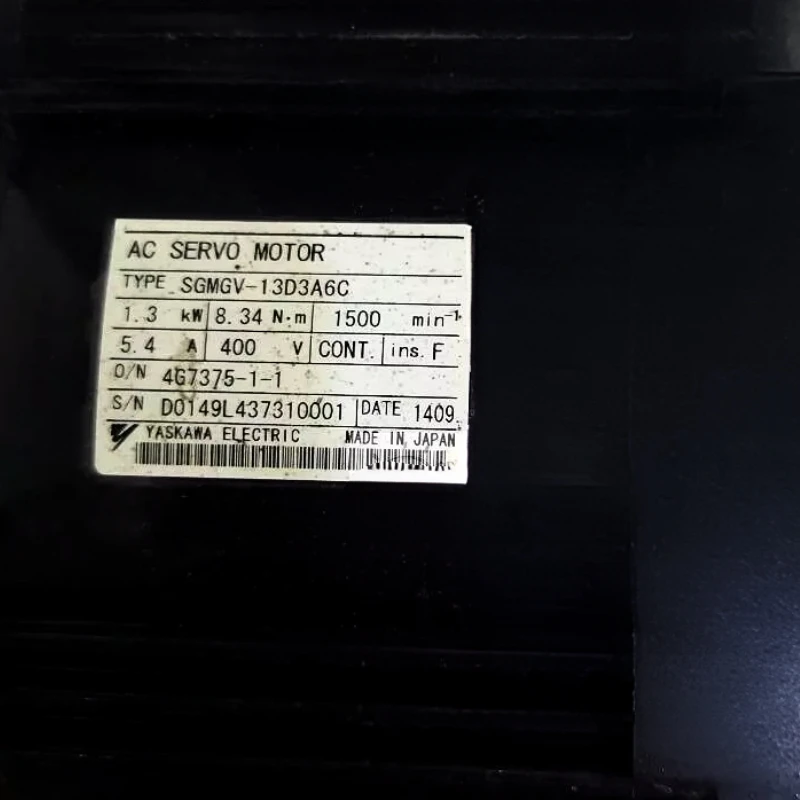 AC SERVO MOTOR
TYPE SGMGV-13D3A6C
1.3 kW 8.34 N·m 1500 min-1
5.4 A 400 V CONT. ins. F
O/N 4G7375-1-1
S/N D0149L437310001 DATE 1409
YASKAWA ELECTRIC MADE IN JAPAN